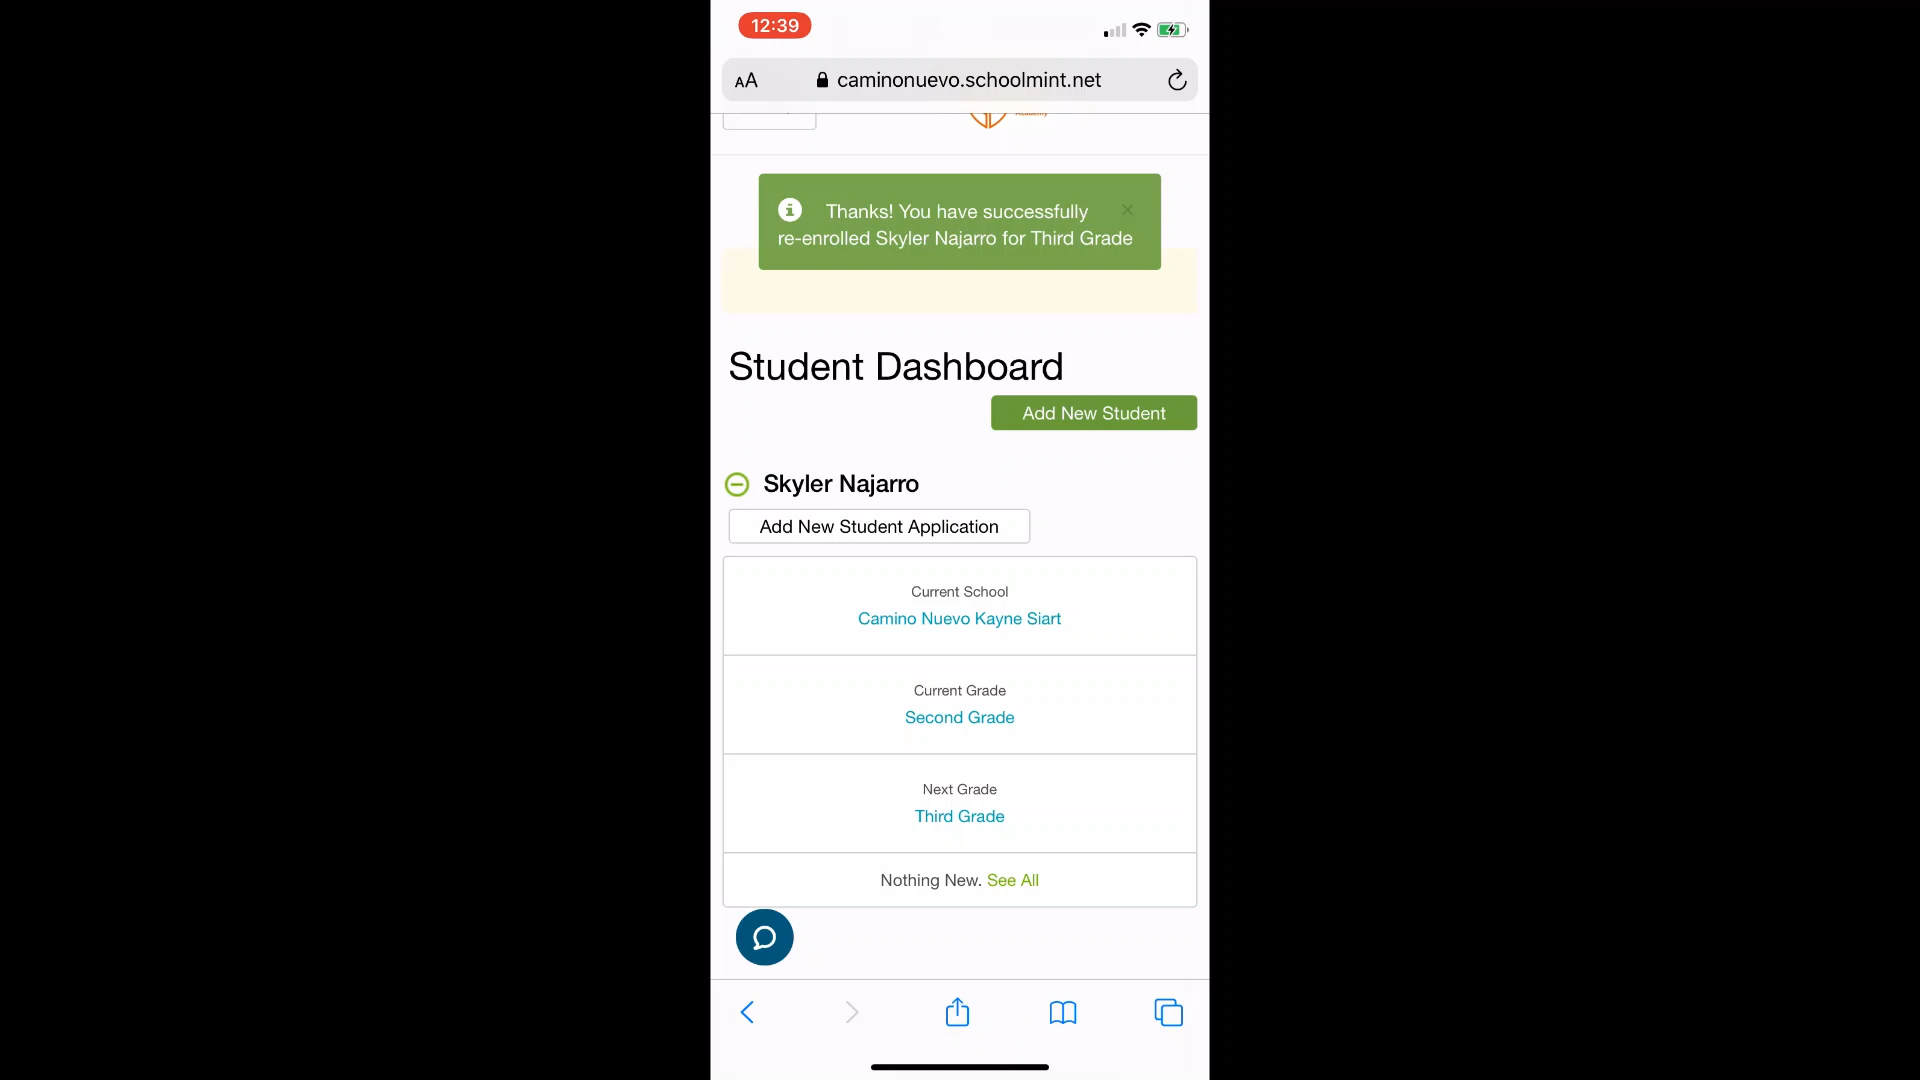 12:39
AA caminonuevo.schoolmint.net
Academy
Thanks! You have successfully
re-enrolled Skyler Najarro for Third Grade
Student Dashboard
Add New Student
Skyler Najarro
Add New Student Application
Current School
Camino Nuevo Kayne Siart
Current Grade
Second Grade
Next Grade
Third Grade
Nothing New. See All